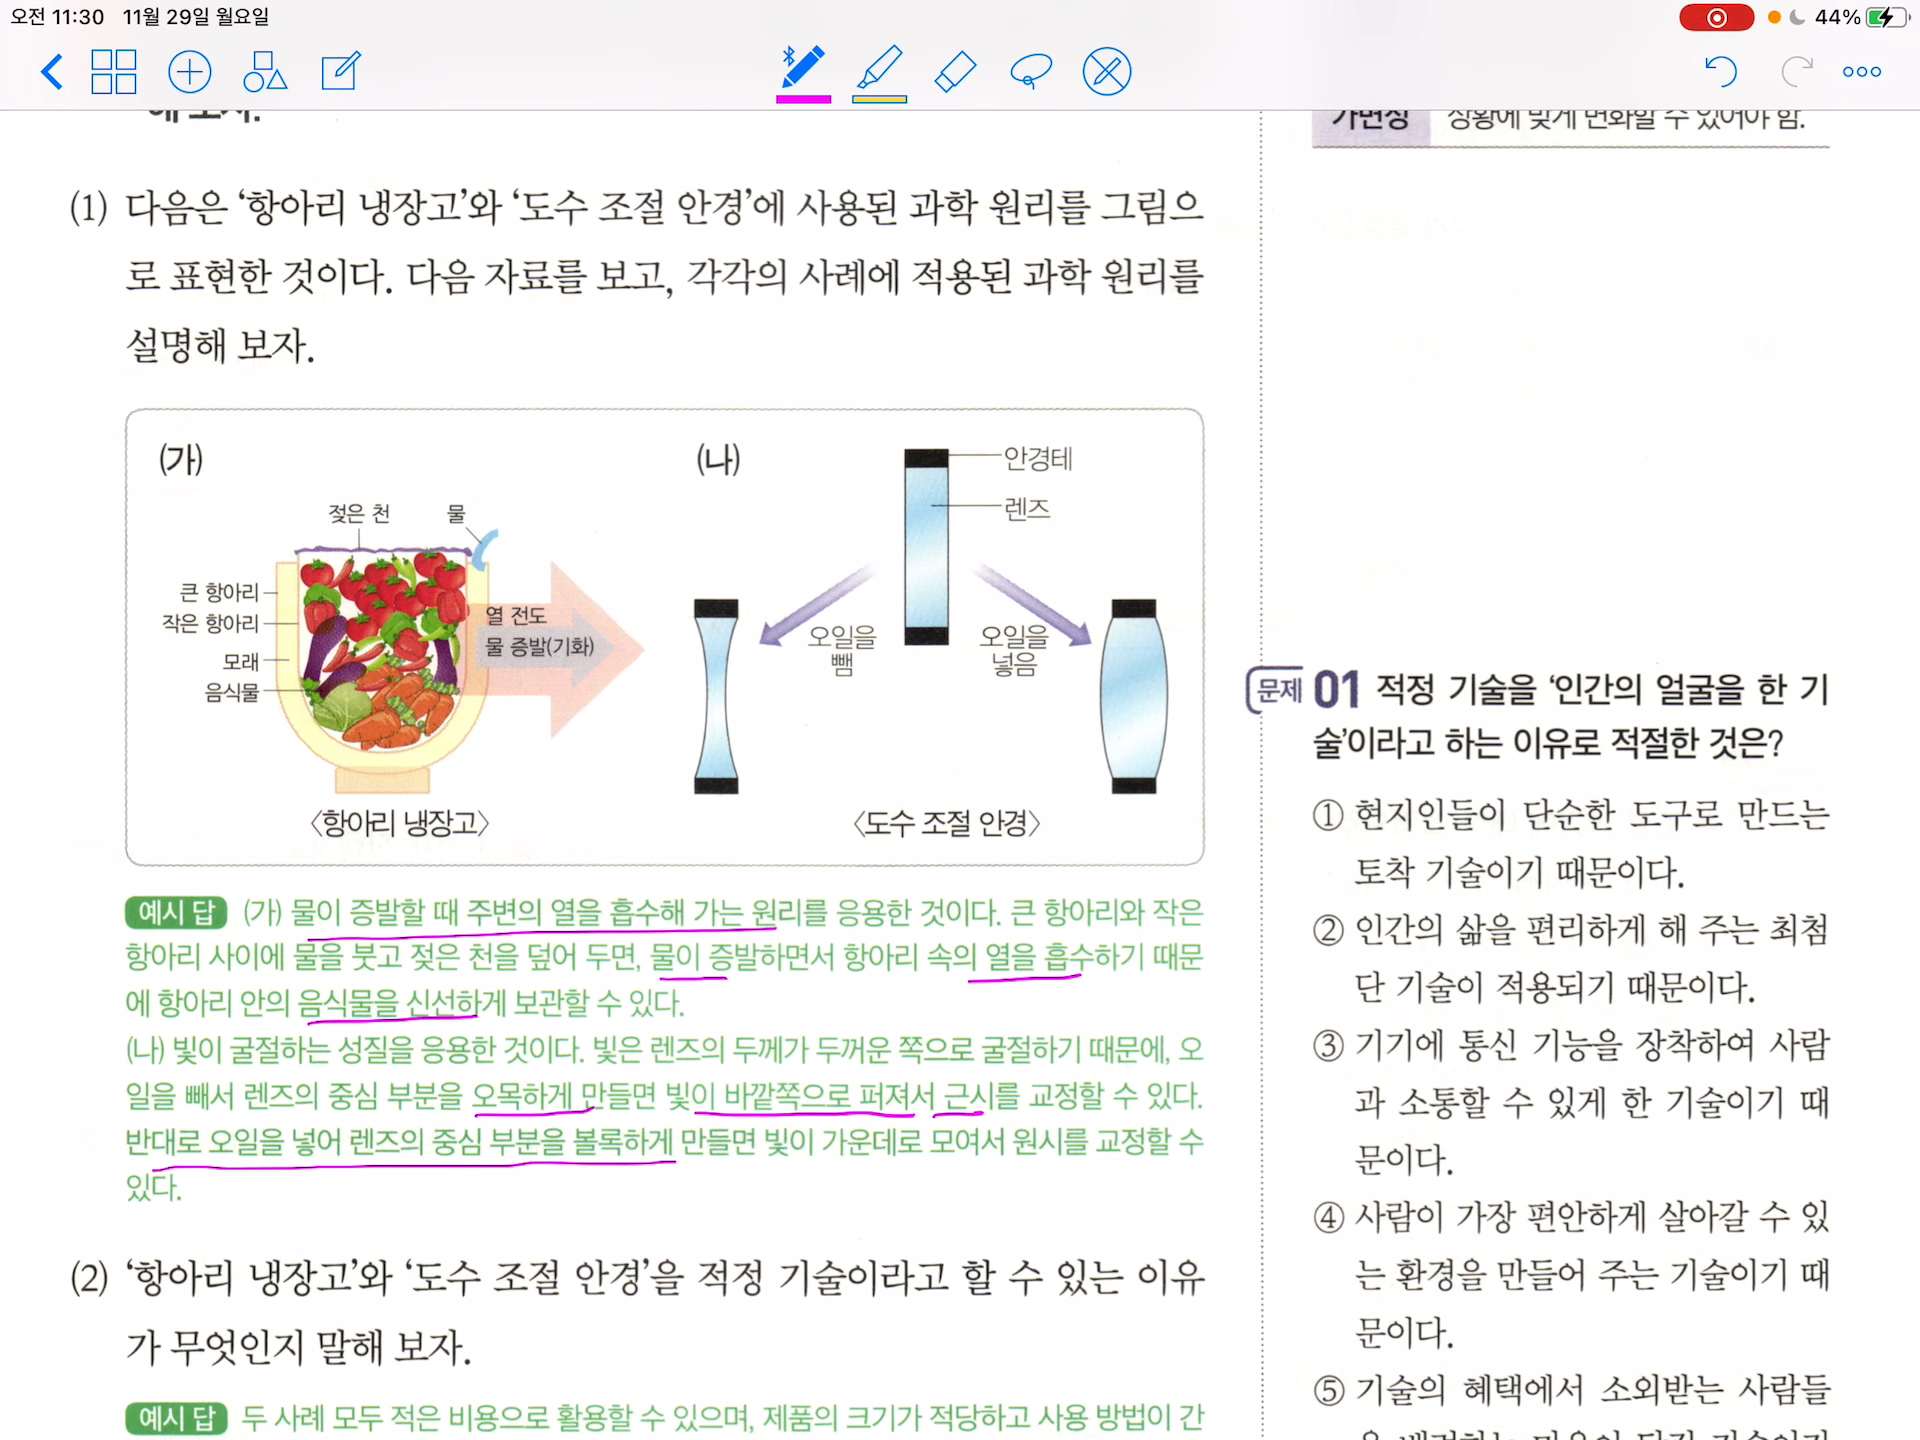 오전 11:30 11월 29일 월요일
44%
해 보자.
(1) 다음은 ‘항아리 냉장고’와 ‘도수 조절 안경’에 사용된 과학 원리를 그림으
로 표현한 것이다. 다음 자료를 보고, 각각의 사례에 적용된 과학 원리를
설명해 보자.
(가)
젖은 천
물
큰 항아리
작은 항아리
모래
음식물
열 전도
물 증발(기화)
<항아리 냉장고>
(나)
안경테
렌즈
오일을
뺌
오일을
넣음
<도수 조절 안경>
예시 답 (가) 물이 증발할 때 주변의 열을 흡수해 가는 원리를 응용한 것이다. 큰 항아리와 작은
항아리 사이에 물을 붓고 젖은 천을 덮어 두면, 물이 증발하면서 항아리 속의 열을 흡수하기 때문
에 항아리 안의 음식물을 신선하게 보관할 수 있다.
(나) 빛이 굴절하는 성질을 응용한 것이다. 빛은 렌즈의 두께가 두꺼운 쪽으로 굴절하기 때문에, 오
일을 빼서 렌즈의 중심 부분을 오목하게 만들면 빛이 바깥쪽으로 퍼져서 근시를 교정할 수 있다.
반대로 오일을 넣어 렌즈의 중심 부분을 볼록하게 만들면 빛이 가운데로 모여서 원시를 교정할 수
있다.
(2) ‘항아리 냉장고’와 ‘도수 조절 안경’을 적정 기술이라고 할 수 있는 이유
가 무엇인지 말해 보자.
예시 답 두 사례 모두 적은 비용으로 활용할 수 있으며, 제품의 크기가 적당하고 사용 방법이 간
가변성 상황에 맞게 변화할 수 있어야 함.
문제 01 적정 기술을 ‘인간의 얼굴을 한 기
술’이라고 하는 이유로 적절한 것은?
① 현지인들이 단순한 도구로 만드는
토착 기술이기 때문이다.
② 인간의 삶을 편리하게 해 주는 최첨
단 기술이 적용되기 때문이다.
③ 기기에 통신 기능을 장착하여 사람
과 소통할 수 있게 한 기술이기 때
문이다.
④ 사람이 가장 편안하게 살아갈 수 있
는 환경을 만들어 주는 기술이기 때
문이다.
⑤ 기술의 혜택에서 소외받는 사람들